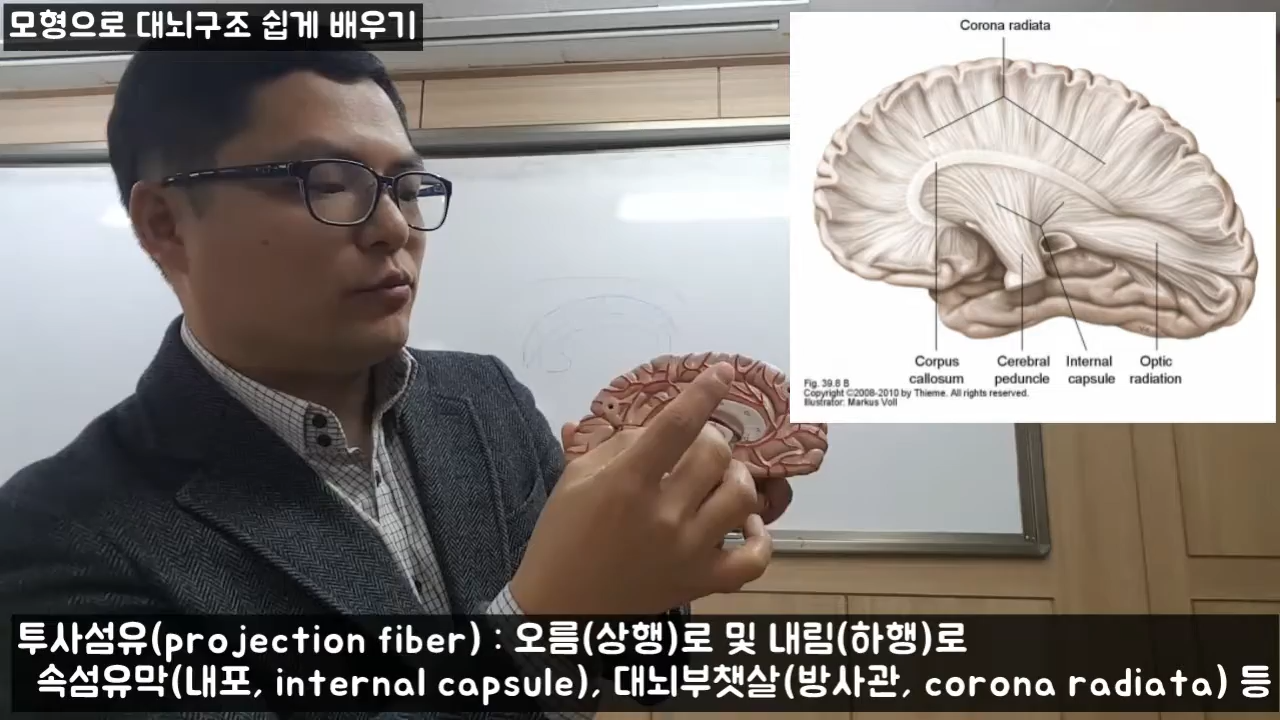 모형으로 대뇌구조 쉽게 배우기
Corona radiata
Corpus callosum
Cerebral peduncle
Internal capsule
Optic radiation
Fig. 39.8 B
Copyright ©2008-2010 by Thieme. All rights reserved.
Illustrator: Markus Voll
투사섬유(projection fiber) : 오름(상행)로 및 내림(하행)로
속섬유막(내포, internal capsule), 대뇌부챗살(방사관, corona radiata) 등